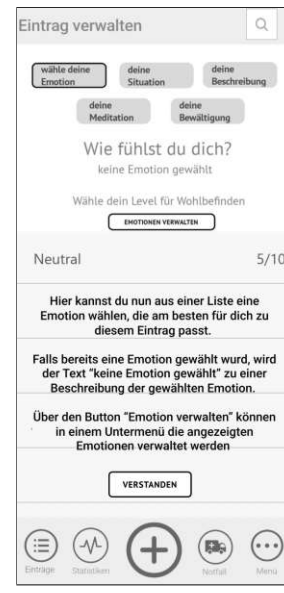 Eintrag verwalten
wähle deine
Emotion
deine
Situation
deine
Beschreibung
deine
Meditation
deine
Bewältigung
Wie fühlst du dich?
keine Emotion gewählt
Wähle dein Level für Wohlbefinden
EMOTIONEN VERWALTEN
Neutral 5/10
Hier kannst du nun aus einer Liste eine
Emotion wählen, die am besten für dich zu
diesem Eintrag passt.
Falls bereits eine Emotion gewählt wurd, wird
der Text "keine Emotion gewählt" zu einer
Beschreibung der gewählten Emotion.
Über den Button "Emotion verwalten" können
in einem Untermenü die angezeigten
Emotionen verwaltet werden
VERSTANDEN
Einträge Statistiken Notfall Menü